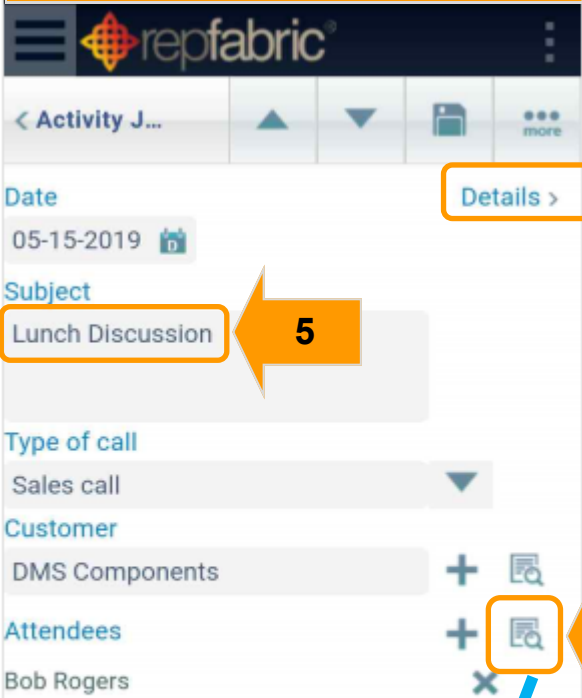 repfabric®
< Activity J... more
Date Details >
05-15-2019 D
Subject
Lunch Discussion 5
Type of call
Sales call
Customer
DMS Components
Attendees
Bob Rogers